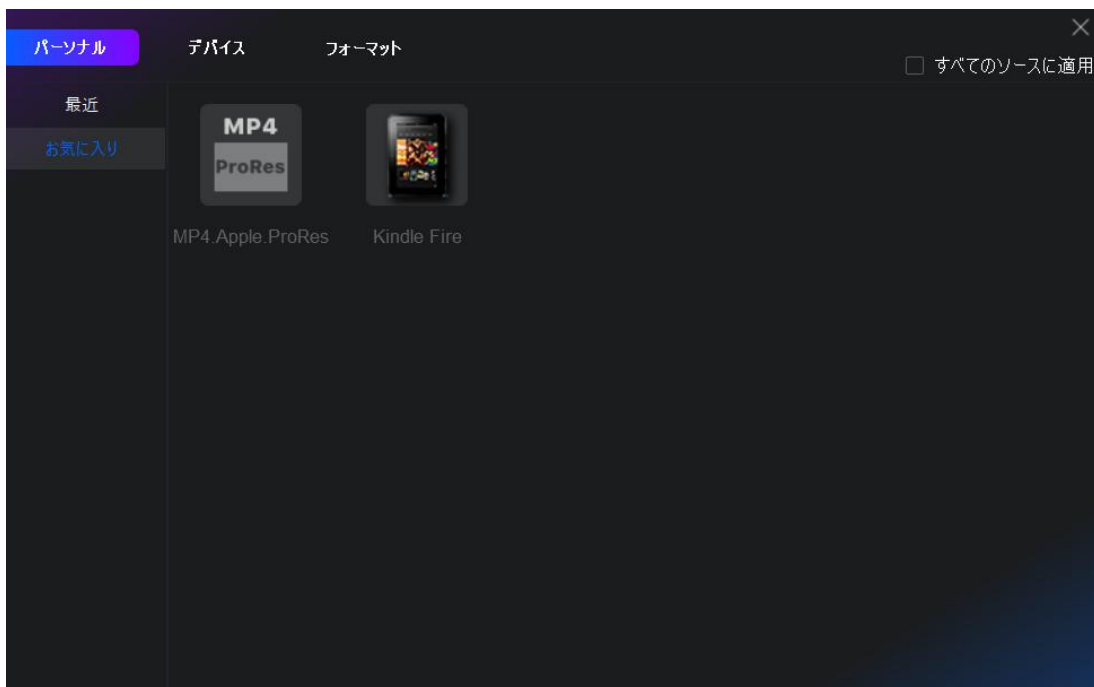 パーソナル
デバイス
フォーマット
すべてのソースに適用
最近
お気に入り
MP4
ProRes
MP4.Apple.ProRes
Kindle Fire